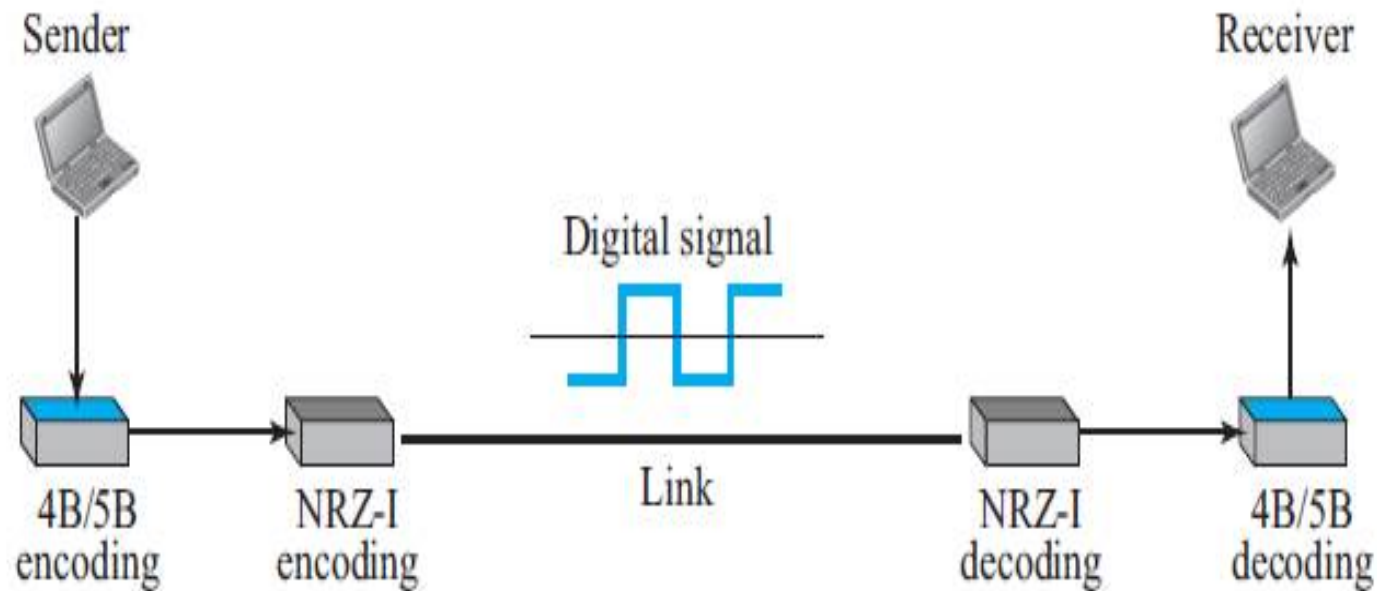 Sender
Receiver
Digital signal
Link
4B/5B
encoding
NRZ-I
encoding
NRZ-I
decoding
4B/5B
decoding